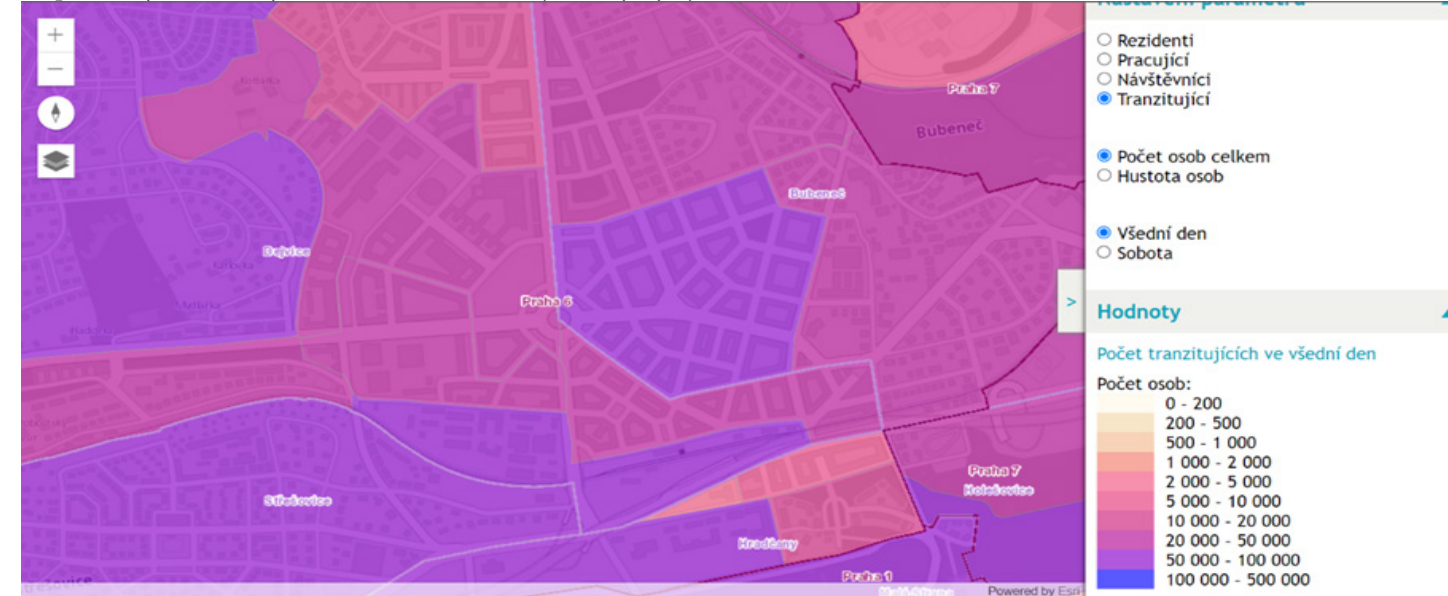 Nastavení parametrů
Rezidenti
Pracující
Návštěvníci
Tranzitující
Počet osob celkem
Hustota osob
Všední den
Sobota
>
Hodnoty
Počet tranzitujících ve všední den
Počet osob:
0 - 200
200 - 500
500 - 1 000
1 000 - 2 000
2 000 - 5 000
5 000 - 10 000
10 000 - 20 000
20 000 - 50 000
50 000 - 100 000
100 000 - 500 000
+
−
Praha 7
Bubeneč
Bubeneč
Dejvice
Praha 6
Praha 7
Holešovice
Střešovice
Hradčany
Praha 1
Malá Strana
Powered by Esri